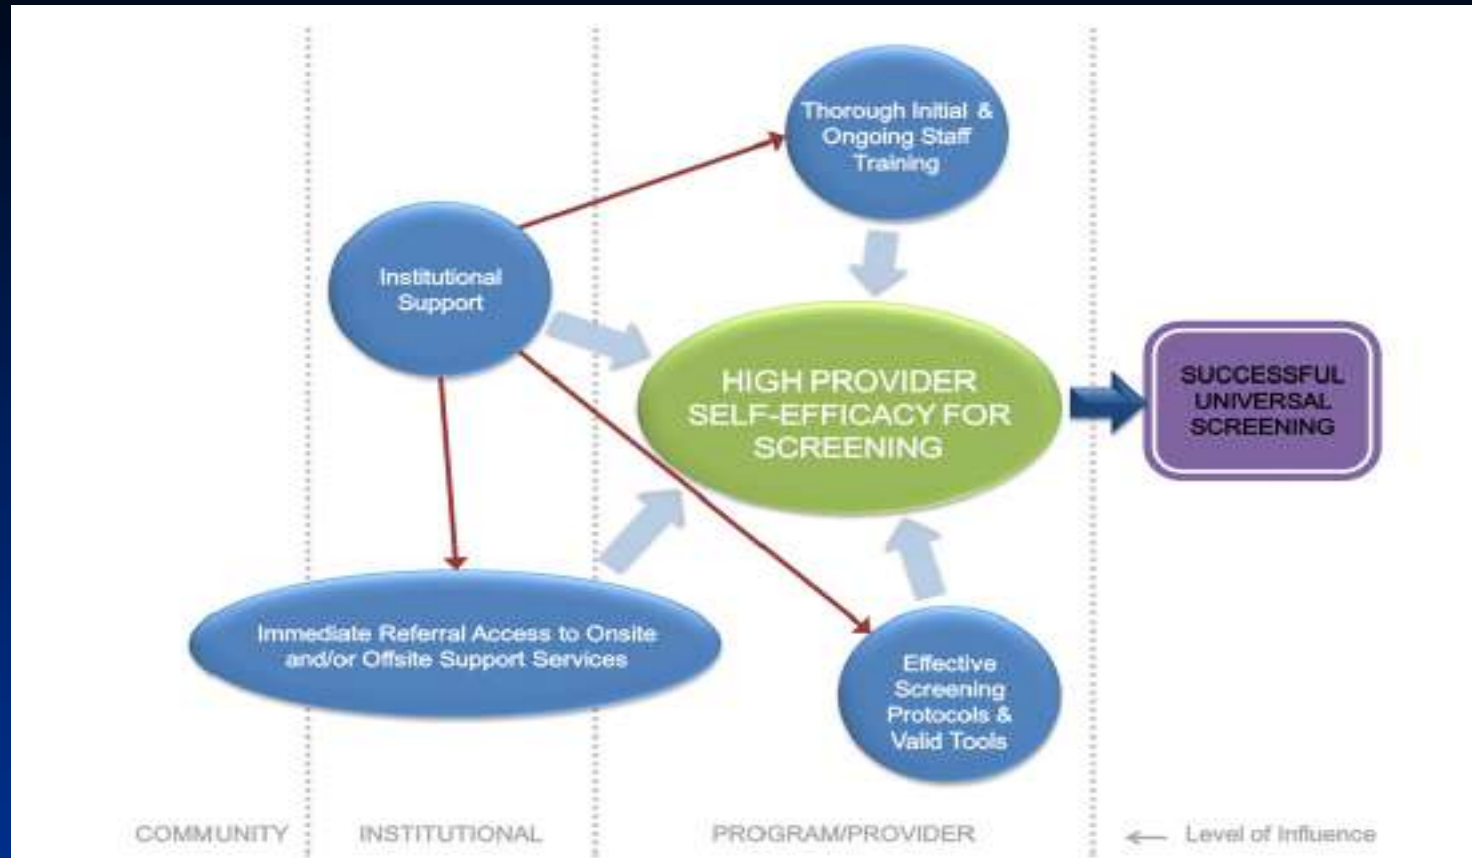 Thorough Initial &
Ongoing Staff
Training
Institutional
Support
HIGH PROVIDER
SELF-EFFICACY FOR
SCREENING
SUCCESSFUL
UNIVERSAL
SCREENING
Immediate Referral Access to Onsite
and/or Offsite Support Services
Effective
Screening
Protocols &
Valid Tools
COMMUNITY
INSTITUTIONAL
PROGRAM/PROVIDER
← Level of Influence